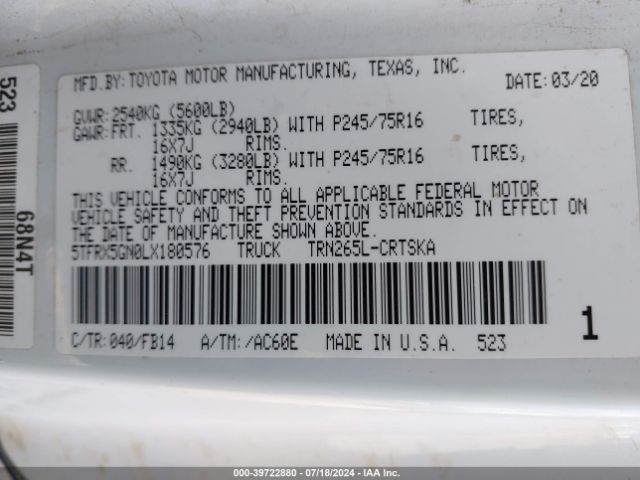 MFD.BY:TOYOTA MOTOR MANUFACTURING, TEXAS, INC.
DATE:03/20
GVWR:2540KG (5600LB)
GAWR:FRT. 1335KG (2940LB) WITH P245/75R16 TIRES,
16X7J RIMS.
RR. 1490KG (3280LB) WITH P245/75R16 TIRES,
16X7J RIMS.
THIS VEHICLE CONFORMS TO ALL APPLICABLE FEDERAL MOTOR
VEHICLE SAFETY AND THEFT PREVENTION STANDARDS IN EFFECT ON
THE DATE OF MANUFACTURE SHOWN ABOVE.
5TFRX5GN0LX180576 TRUCK TRN265L-CRTSKA
C/TR:040/FB14 A/TM:/AC60E MADE IN U.S.A. 523
1
523
68N4T
000-39722880 - 07/18/2024 - IAA Inc.